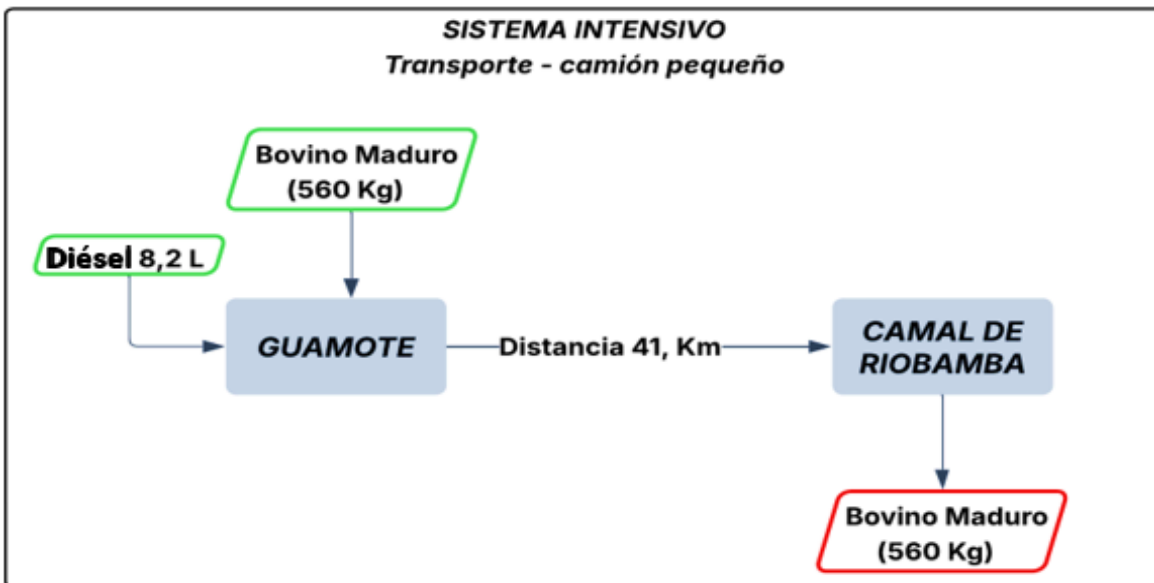 SISTEMA INTENSIVO
Transporte - camión pequeño
Bovino Maduro
(560 Kg)
Diésel 8,2 L
GUAMOTE
Distancia 41, Km
CAMAL DE
RIOBAMBA
Bovino Maduro
(560 Kg)